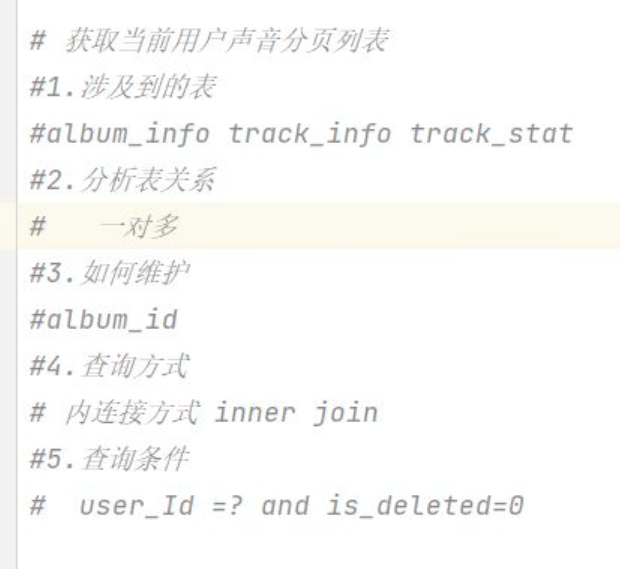 # 获取当前用户声音分页列表
#1.涉及到的表
#album_info track_info track_stat
#2.分析表关系
#   一对多
#3.如何维护
#album_id
#4.查询方式
# 内连接方式 inner join
#5.查询条件
#  user_Id =? and is_deleted=0